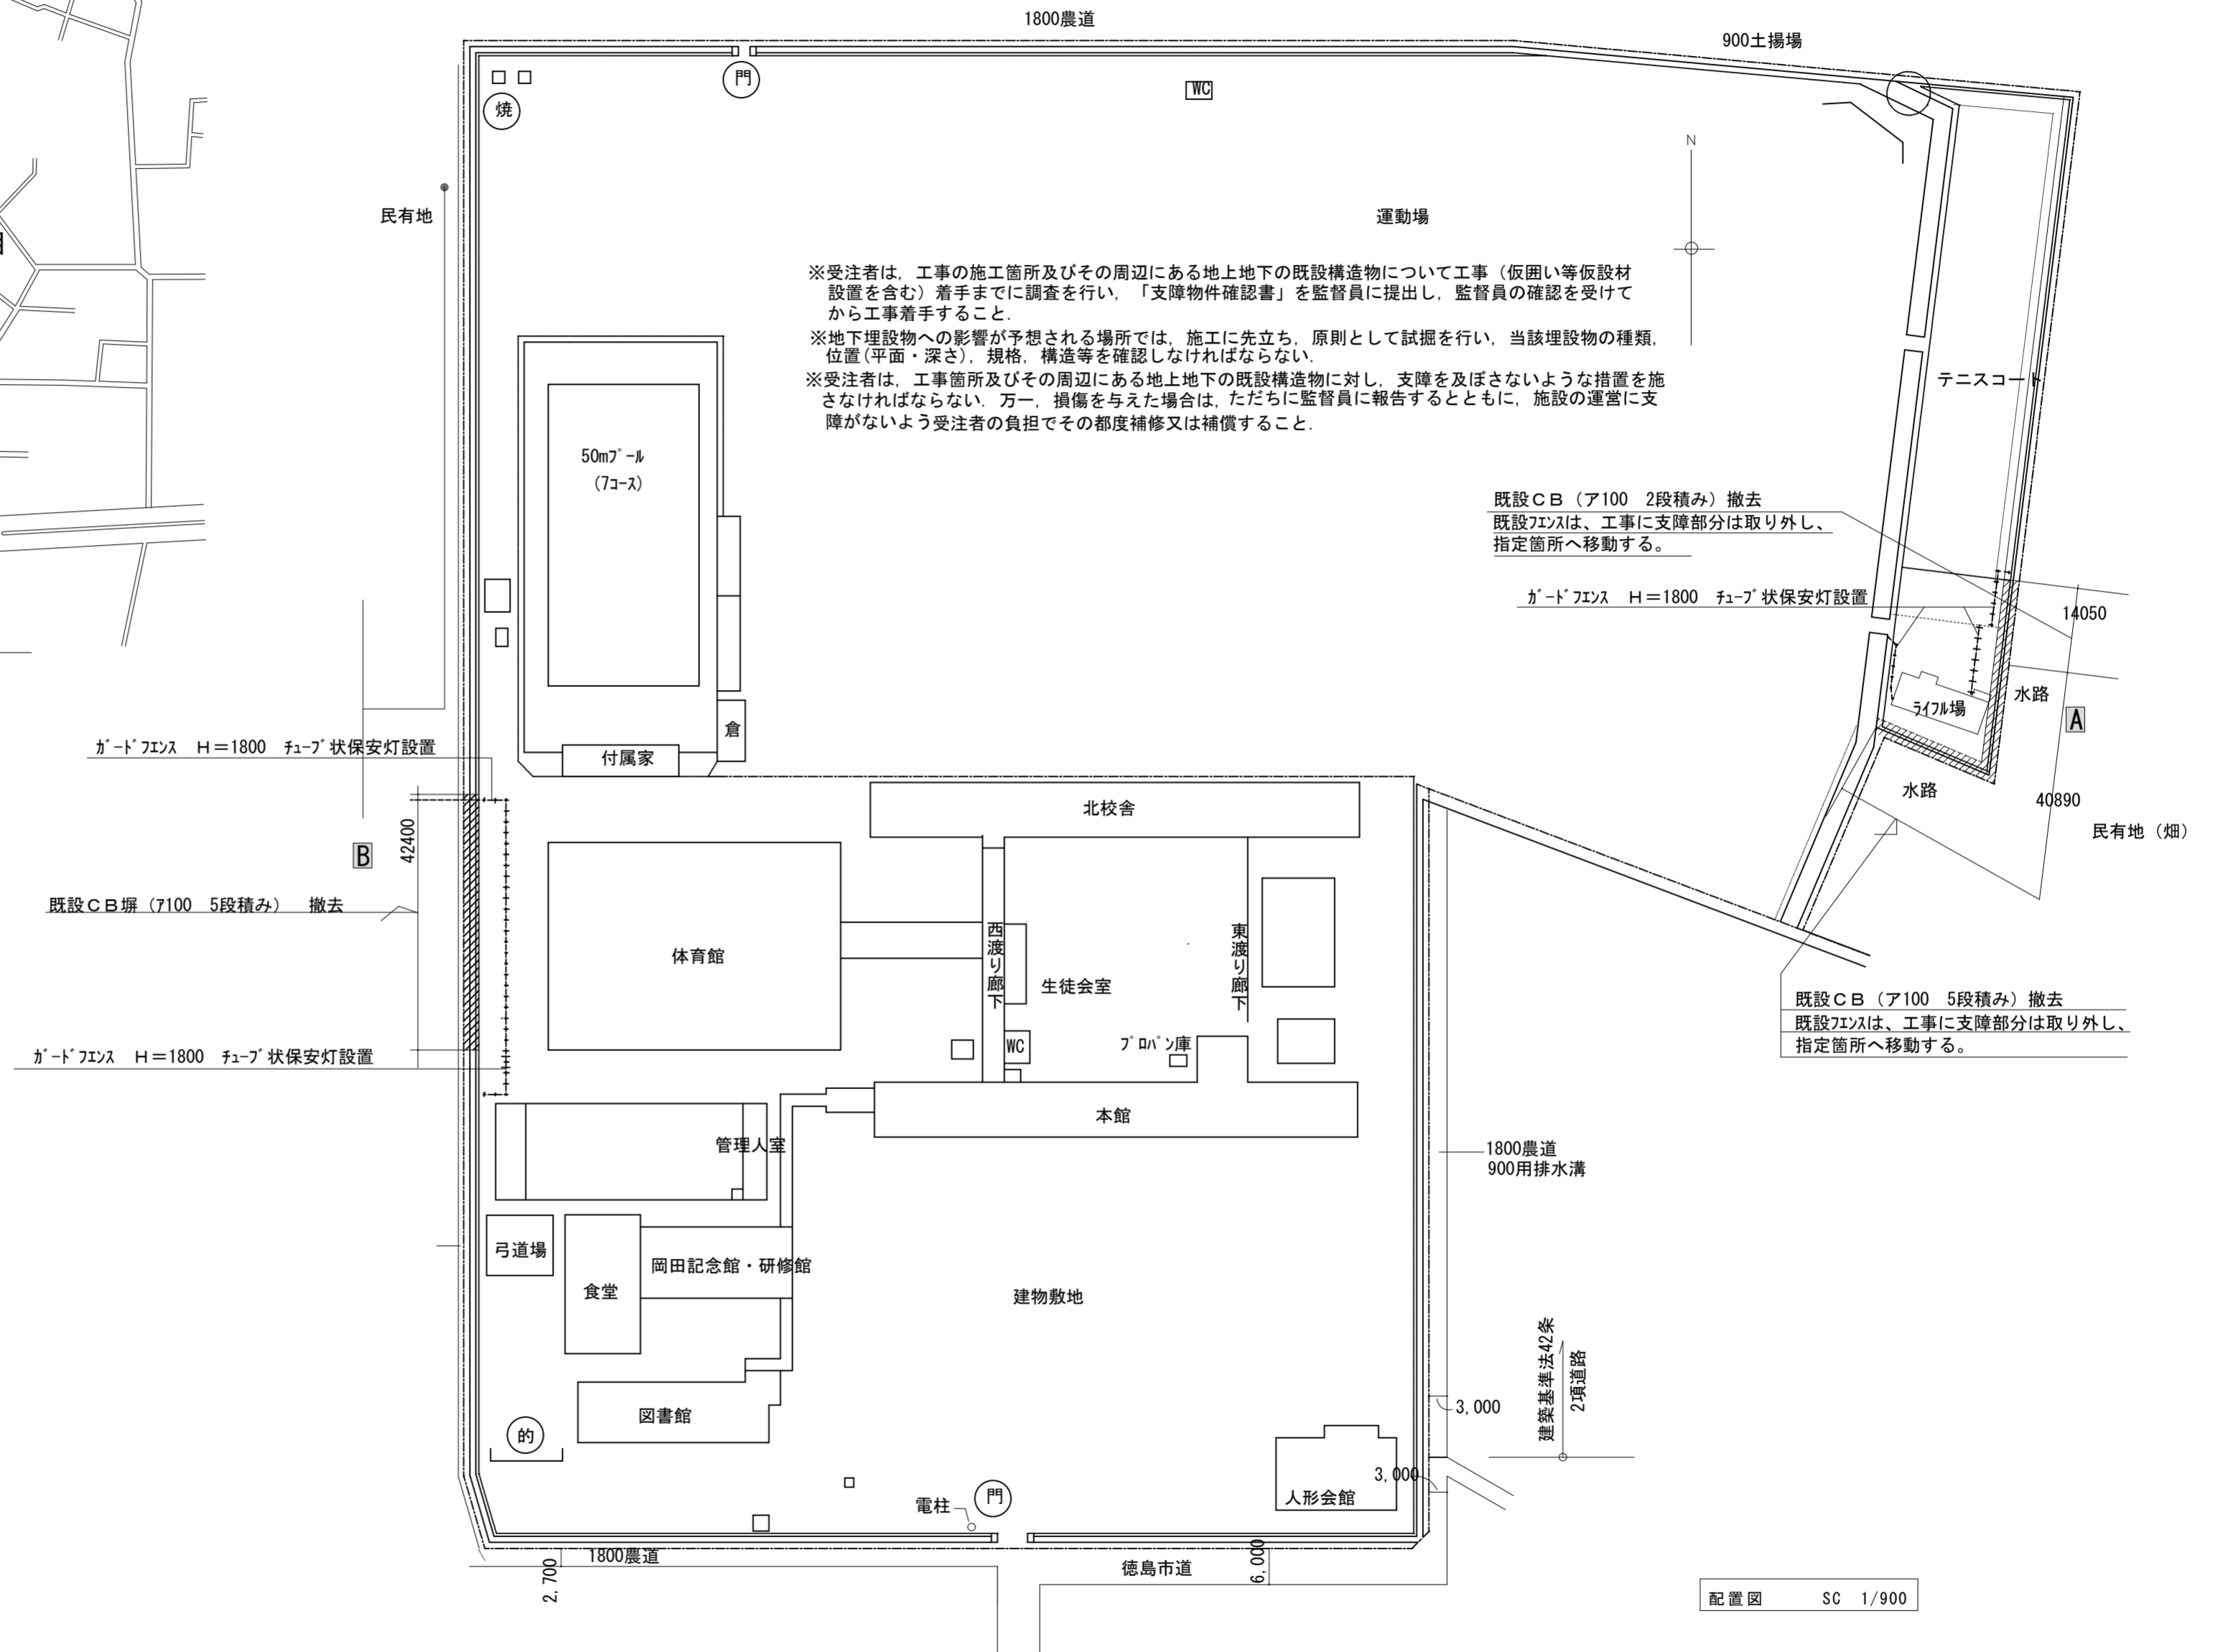 1800農道
900土揚場
門
焼
WC
N
民有地
運動場
※受注者は，工事の施工箇所及びその周辺にある地上地下の既設構造物について工事（仮囲い等仮設材
設置を含む）着手までに調査を行い，「支障物件確認書」を監督員に提出し，監督員の確認を受けて
から工事着手すること．
※地下埋設物への影響が予想される場所では，施工に先立ち，原則として試掘を行い，当該埋設物の種類，
位置(平面・深さ)，規格，構造等を確認しなければならない．
※受注者は，工事箇所及びその周辺にある地上地下の既設構造物に対し，支障を及ぼさないような措置を施
さなければならない．万一，損傷を与えた場合は，ただちに監督員に報告するとともに，施設の運営に支
障がないよう受注者の負担でその都度補修又は補償すること．
テニスコート
50mﾌﾟｰﾙ
（7ｺｰｽ）
既設ＣＢ（ア100　2段積み）撤去
既設ﾌｴﾝｽは、工事に支障部分は取り外し、
指定箇所へ移動する。
ｶﾞｰﾄﾞﾌｴﾝｽ　Ｈ＝1800　ﾁｭｰﾌﾞ状保安灯設置
14050
水路
ﾗｲﾌﾙ場
A
倉
付属家
ｶﾞｰﾄﾞﾌｴﾝｽ　Ｈ＝1800　ﾁｭｰﾌﾞ状保安灯設置
北校舎
水路
40890
民有地（畑）
42400
B
既設ＣＢ塀（ｱ100　5段積み）　撤去
体育館
西渡り廊下
生徒会室
東渡り廊下
既設ＣＢ（ア100　5段積み）撤去
既設ﾌｴﾝｽは、工事に支障部分は取り外し、
指定箇所へ移動する。
ｶﾞｰﾄﾞﾌｴﾝｽ　Ｈ＝1800　ﾁｭｰﾌﾞ状保安灯設置
WC
ﾌﾟﾛﾊﾟﾝ庫
本館
管理人室
1800農道
900用排水溝
弓道場
食堂
岡田記念館・研修館
建物敷地
建築基準法42条
2項道路
3,000
図書館
的
3,000
人形会館
電柱
門
1800農道
2,700
徳島市道
6,000
配置図　SC　1/900